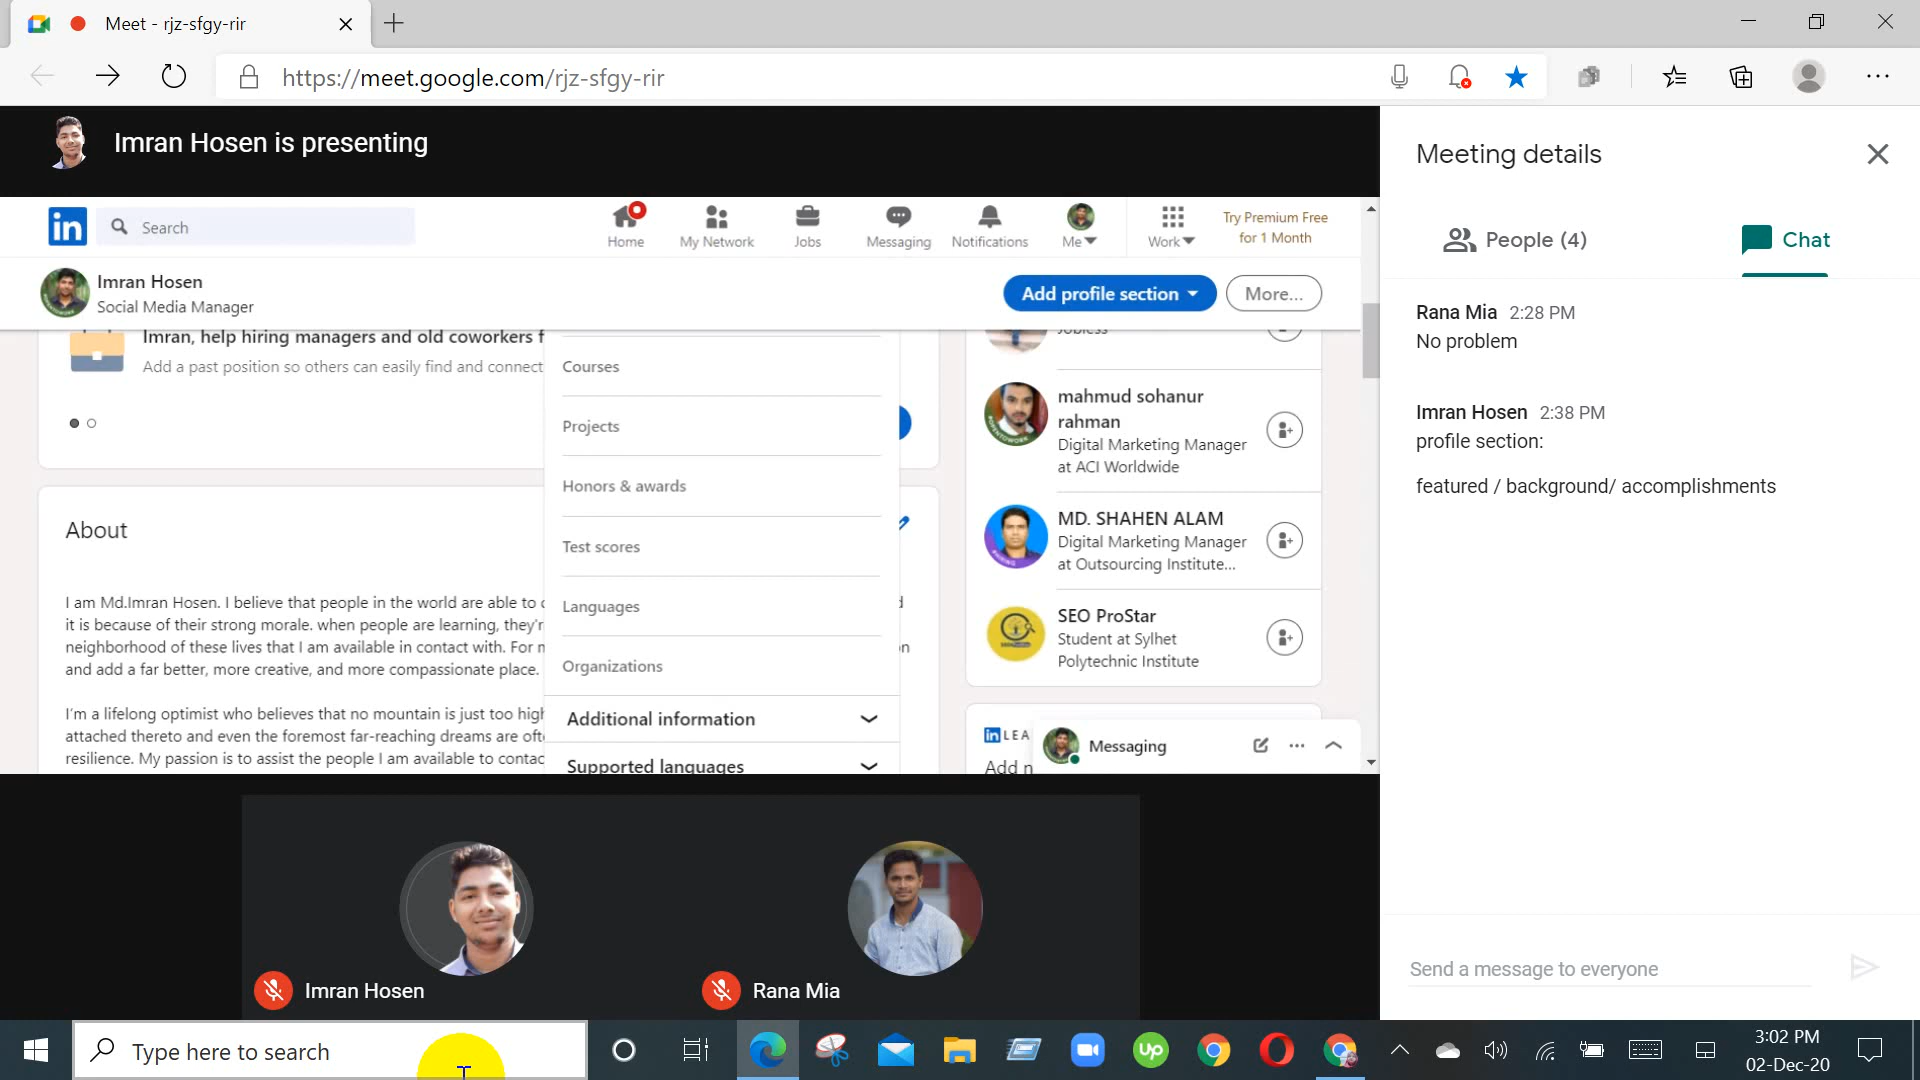 Meet - rjz-sfgy-rir
https://meet.google.com/rjz-sfgy-rir
Imran Hosen is presenting
in
Search
Home
My Network
Jobs
Messaging
Notifications
Me
Work
Try Premium Free
for 1 Month
Imran Hosen
Social Media Manager
Add profile section
More...
Imran, help hiring managers and old coworkers f
Add a past position so others can easily find and connect
About
I am Md.Imran Hosen. I believe that people in the world are able to
it is because of their strong morale. when people are learning, they'r
neighborhood of these lives that I am available in contact with. For
and add a far better, more creative, and more compassionate place.
I'm a lifelong optimist who believes that no mountain is just too high
attached thereto and even the foremost far-reaching dreams are oft
resilience. My passion is to assist the people I am available to contac
Courses
Projects
Honors & awards
Test scores
Languages
Organizations
Additional information
Supported languages
Jobless
mahmud sohanur
rahman
Digital Marketing Manager
at ACI Worldwide
MD. SHAHEN ALAM
Digital Marketing Manager
at Outsourcing Institute...
SEO ProStar
Student at Sylhet
Polytechnic Institute
in LEA
Add n
Messaging
Imran Hosen
Rana Mia
Meeting details
People (4)
Chat
Rana Mia 2:28 PM
No problem
Imran Hosen 2:38 PM
profile section:
featured / background/ accomplishments
Send a message to everyone
Type here to search
Up
3:02 PM
02-Dec-20